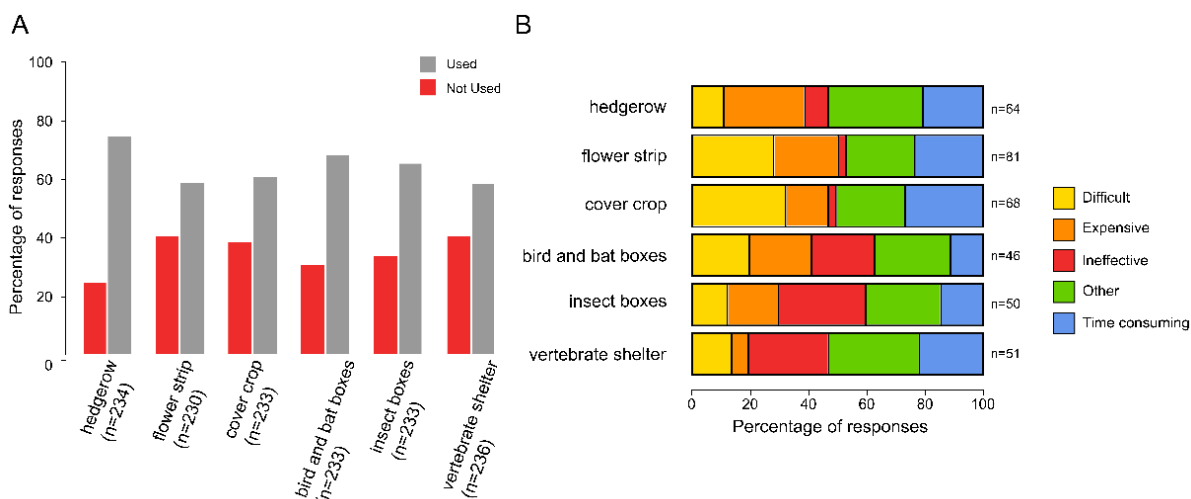 A
Percentage of responses
100
80
60
40
20
0
Used
Not Used
hedgerow
(n=234)
flower strip
(n=230)
cover crop
(n=233)
bird and bat boxes
(n=233)
insect boxes
(n=233)
vertebrate shelter
(n=236)
B
hedgerow
n=64
flower strip
n=81
cover crop
n=68
bird and bat boxes
n=46
insect boxes
n=50
vertebrate shelter
n=51
0 20 40 60 80 100
Percentage of responses
Difficult
Expensive
Ineffective
Other
Time consuming